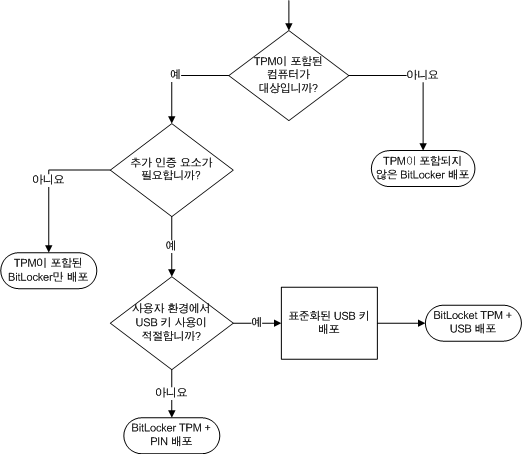 TPM이 포함된
컴퓨터가
대상입니까?
예
아니요
TPM이 포함되지
않은 BitLocker 배포
추가 인증 요소가
필요합니까?
아니요
TPM이 포함된
BitLocker만 배포
예
사용자 환경에서
USB 키 사용이
적절합니까?
예
표준화된 USB 키
배포
BitLocket TPM +
USB 배포
아니요
BitLocker TPM +
PIN 배포